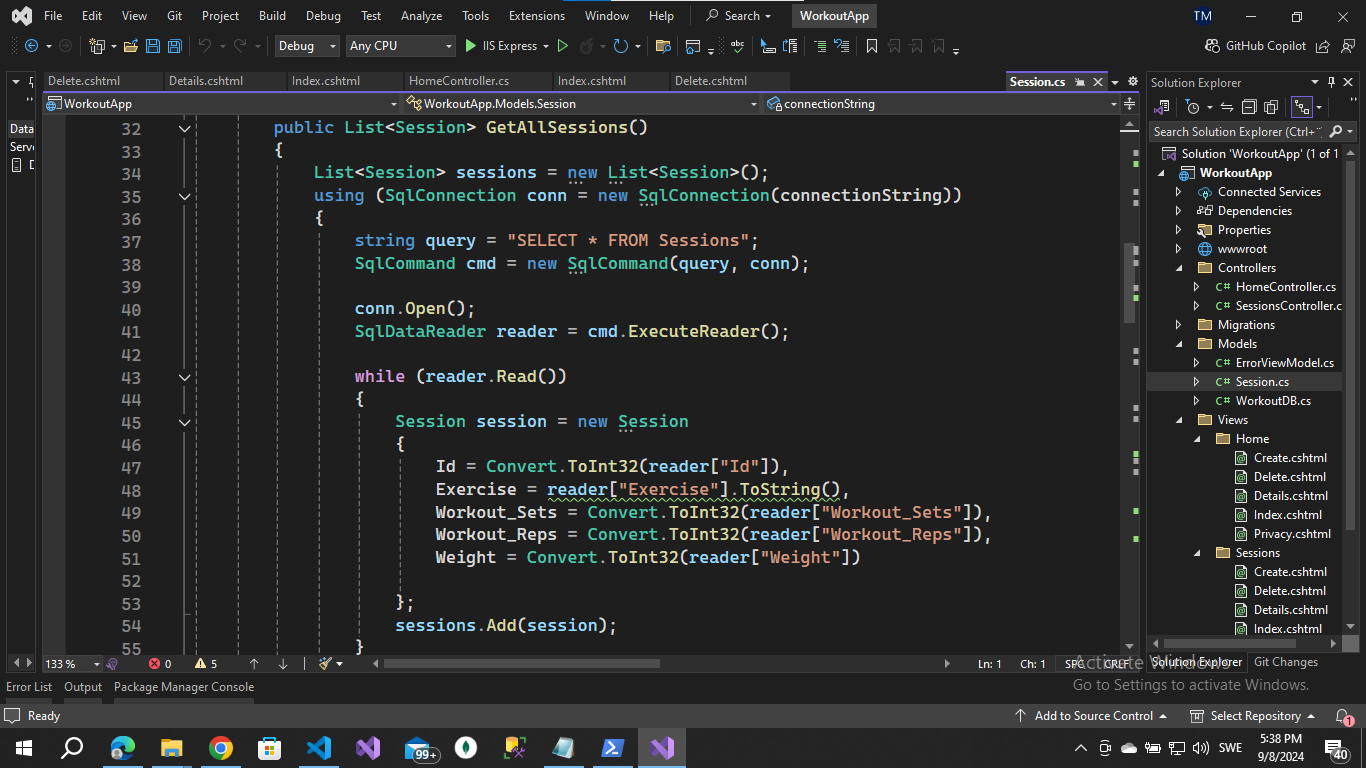 File Edit View Git Project Build Debug Test Analyze Tools Extensions Window Help Search WorkoutApp TM
Debug Any CPU IIS Express GitHub Copilot
Delete.cshtml Details.cshtml Index.cshtml HomeController.cs Index.cshtml Delete.cshtml Session.cs
WorkoutApp WorkoutApp.Models.Session connectionString
Data
Serv
32 public List<Session> GetAllSessions()
33 {
34 List<Session> sessions = new List<Session>();
35 using (SqlConnection conn = new SqlConnection(connectionString))
36 {
37 string query = "SELECT * FROM Sessions";
38 SqlCommand cmd = new SqlCommand(query, conn);
39
40 conn.Open();
41 SqlDataReader reader = cmd.ExecuteReader();
42
43 while (reader.Read())
44 {
45 Session session = new Session
46 {
47 Id = Convert.ToInt32(reader["Id"]),
48 Exercise = reader["Exercise"].ToString(),
49 Workout_Sets = Convert.ToInt32(reader["Workout_Sets"]),
50 Workout_Reps = Convert.ToInt32(reader["Workout_Reps"]),
51 Weight = Convert.ToInt32(reader["Weight"])
52
53 };
54 sessions.Add(session);
55 }
133 % 0 5 Ln: 1 Ch: 1 SPC CRLF
Solution Explorer
Search Solution Explorer (Ctrl+
Solution 'WorkoutApp' (1 of 1
WorkoutApp
Connected Services
Dependencies
Properties
wwwroot
Controllers
C# HomeController.cs
C# SessionsController.c
Migrations
Models
C# ErrorViewModel.cs
C# Session.cs
C# WorkoutDB.cs
Views
Home
Create.cshtml
Delete.cshtml
Details.cshtml
Index.cshtml
Privacy.cshtml
Sessions
Create.cshtml
Delete.cshtml
Details.cshtml
Index.cshtml
Solution Explorer Git Changes
Activate Windows
Go to Settings to activate Windows.
Error List Output Package Manager Console
Ready Add to Source Control Select Repository 1
99+ SWE 5:38 PM
9/8/2024 40